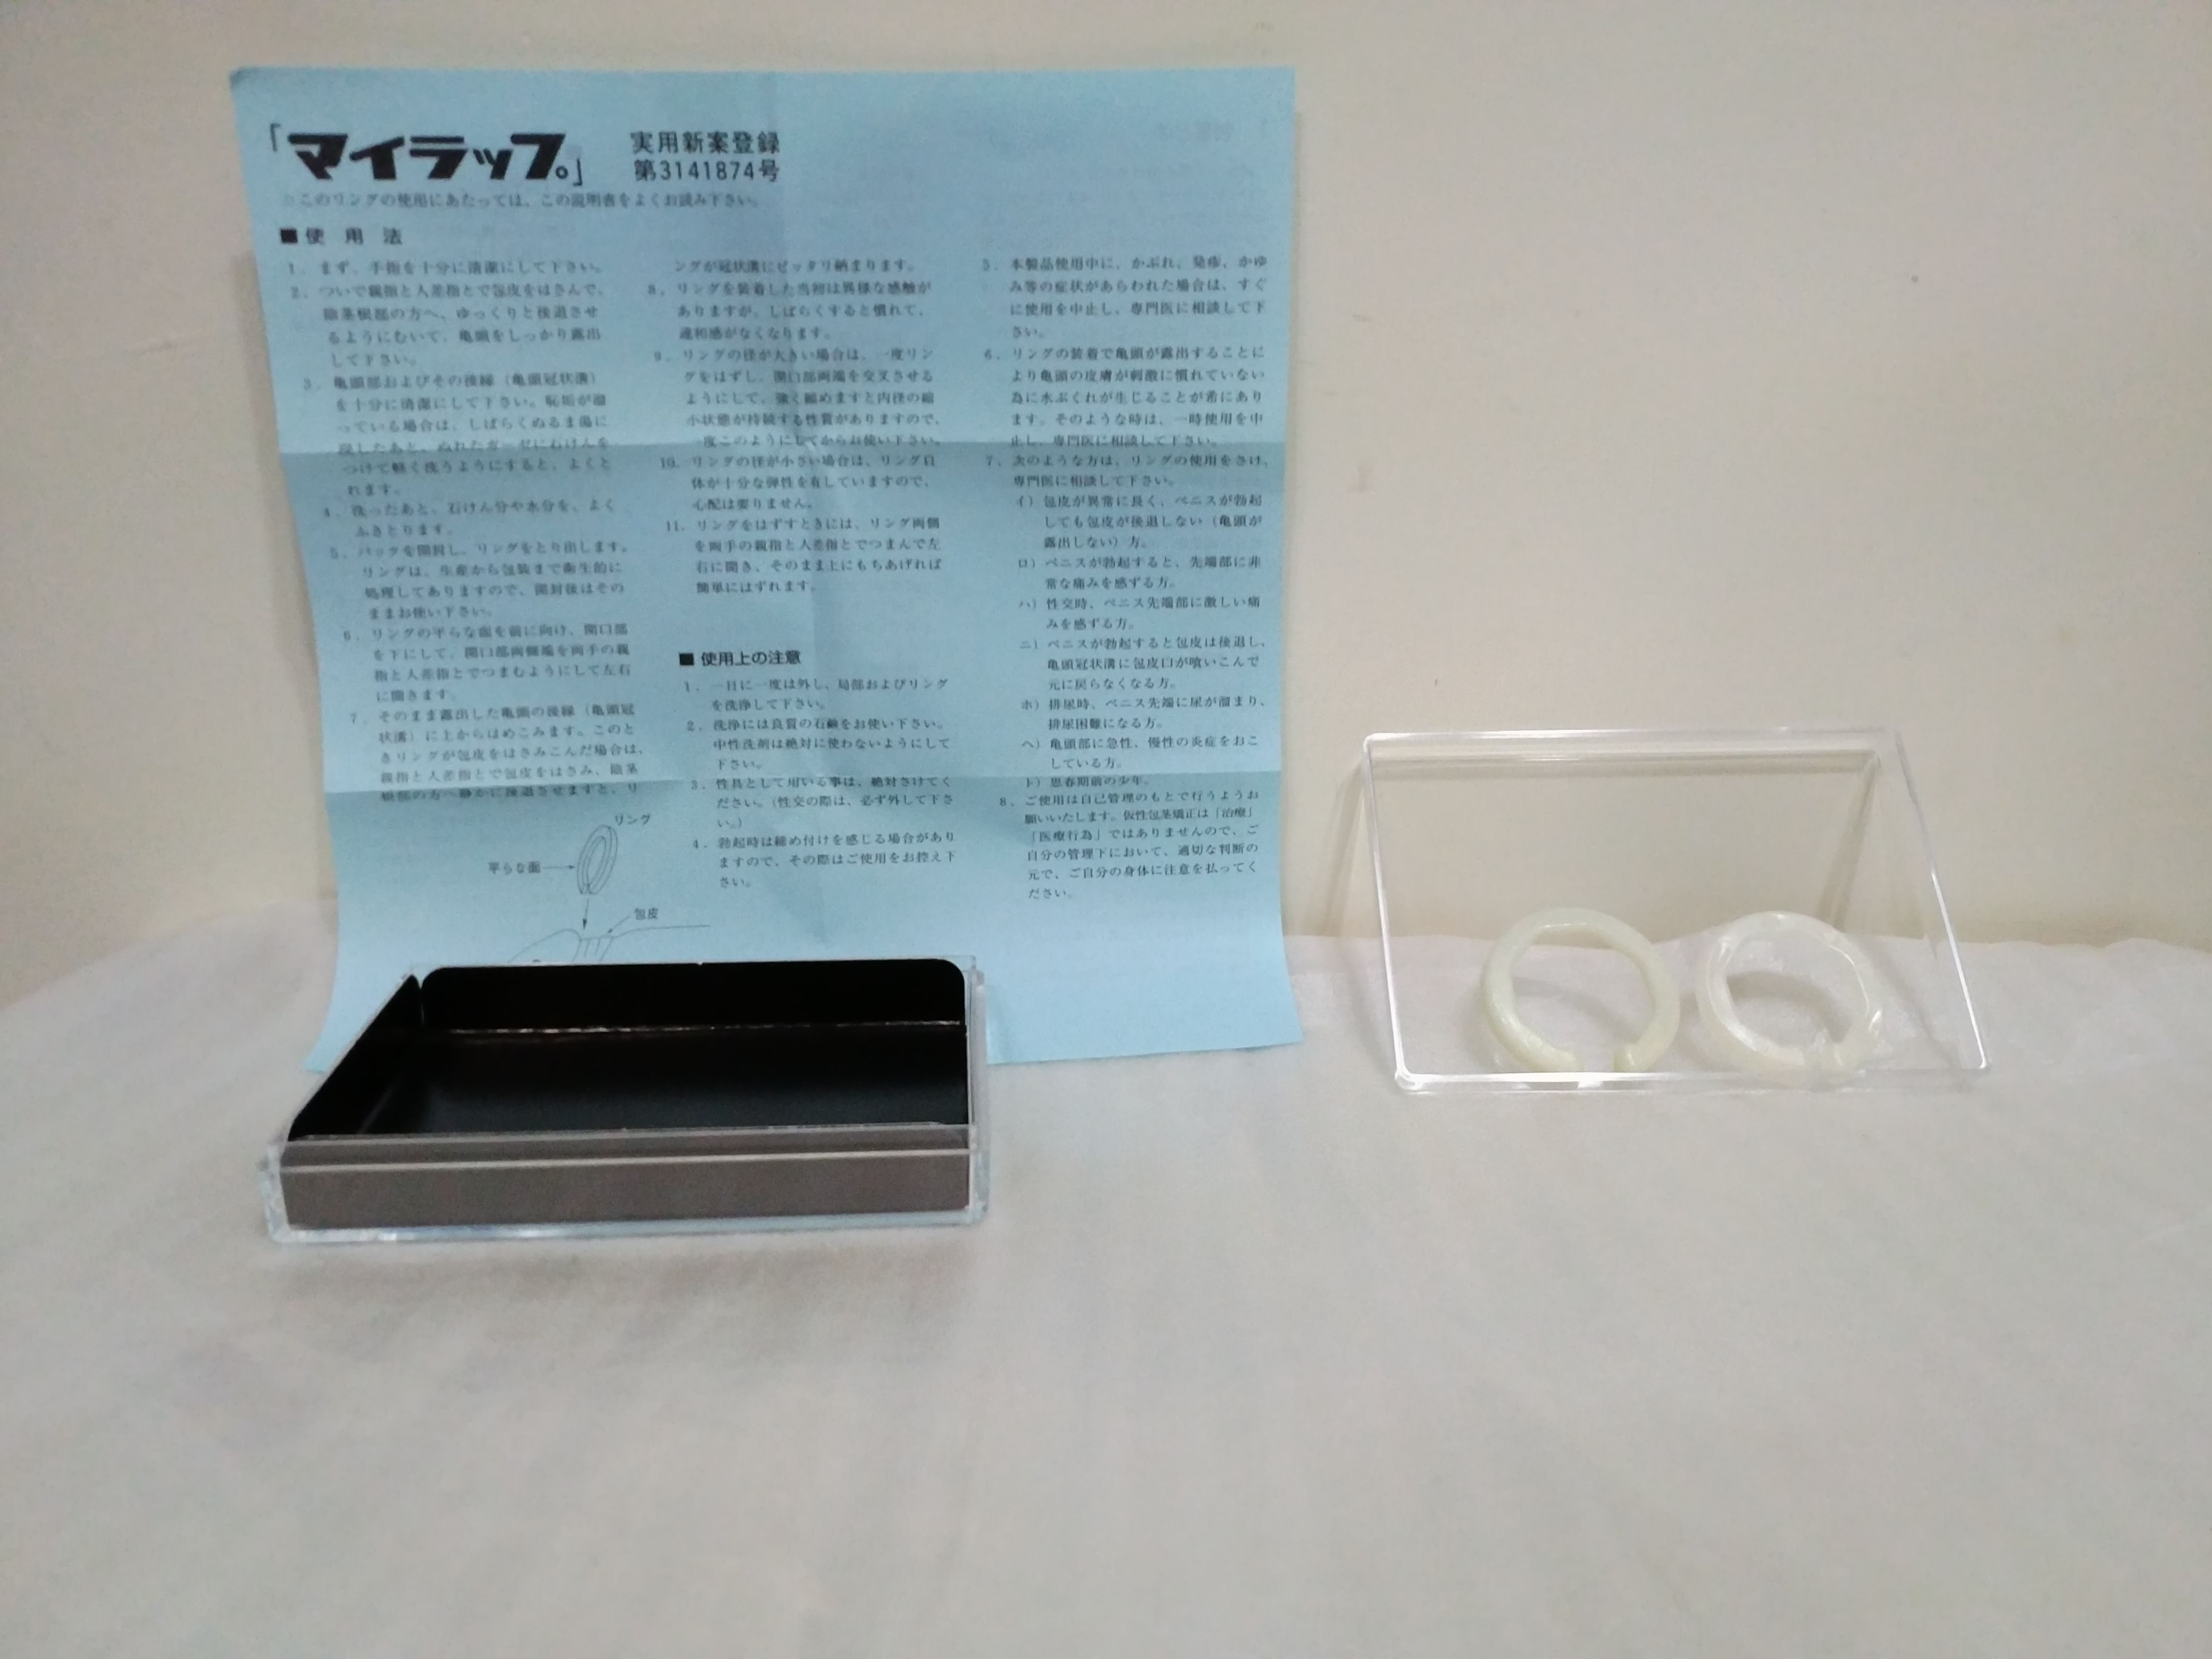 「マイラップ。」
実用新案登録
第3141874号
このリングの使用にあたっては、この説明書をよくお読み下さい。
■使用法
1．まず、手指を十分に清潔にして下さい。
2．ついで親指と人差指とで包皮をはさんで、
陰茎根部の方へ、ゆっくりと後退させ
るようにむいて、亀頭をしっかり露出
して下さい。
3．亀頭部およびその後縁（亀頭冠状溝）
を十分に清潔にして下さい。恥垢が溜
っている場合は、しばらくぬるま湯に
浸したあと、ぬれたガーゼに石けんを
つけて軽く洗うようにすると、よくと
れます。
4．洗ったあと、石けん分や水分を、よく
ふきとります。
5．パックを開封し、リングをとり出します。
リングは、生産から包装まで衛生的に
処理してありますので、開封後はその
ままお使い下さい。
6．リングの平らな面を前に向け、開口部
を下にして、開口部両側端を両手の親
指と人差指とでつまむようにして左右
に開きます。
7．そのまま露出した亀頭の後縁（亀頭冠
状溝）に上からはめこみます。このと
きリングが包皮をはさみこんだ場合は、
親指と人差指とで包皮をはさみ、陰茎
根部の方へ静かに後退させますと、リ
リング
平らな面
包皮
ングが冠状溝にピッタリ納まります。
8．リングを装着した当初は異様な感触が
ありますが、しばらくすると慣れて、
違和感がなくなります。
9．リングの径が大きい場合は、一度リン
グをはずし、開口部両端を交叉させる
ようにして、強く縮めますと内径の縮
小状態が持続する性質がありますので、
一度このようにしてからお使い下さい。
10．リングの径が小さい場合は、リング自
体が十分な弾性を有していますので、
心配は要りません。
11．リングをはずすときには、リング両側
を両手の親指と人差指とでつまんで左
右に開き、そのまま上にもちあげれば
簡単にはずれます。
■使用上の注意
1．一日に一度は外し、局部およびリング
を洗浄して下さい。
2．洗浄には良質の石鹸をお使い下さい。
中性洗剤は絶対に使わないようにして
下さい。
3．性具として用いる事は、絶対さけてく
ださい。（性交の際は、必ず外して下さ
い。）
4．勃起時は締め付けを感じる場合があり
ますので、その際はご使用をお控え下
さい。
5．本製品使用中に、かぶれ、発疹、かゆ
み等の症状があらわれた場合は、すぐ
に使用を中止し、専門医に相談して下
さい。
6．リングの装着で亀頭が露出することに
より亀頭の皮膚が刺激に慣れていない
為に水ぶくれが生じることが希にあり
ます。そのような時は、一時使用を中
止し、専門医に相談して下さい。
7．次のような方は、リングの使用をさけ、
専門医に相談して下さい。
イ）包皮が異常に長く、ペニスが勃起
しても包皮が後退しない（亀頭が
露出しない）方。
ロ）ペニスが勃起すると、先端部に非
常な痛みを感ずる方。
ハ）性交時、ペニス先端部に激しい痛
みを感ずる方。
ニ）ペニスが勃起すると包皮は後退し、
亀頭冠状溝に包皮口が喰いこんで
元に戻らなくなる方。
ホ）排尿時、ペニス先端に尿が溜まり、
排尿困難になる方。
ヘ）亀頭部に急性、慢性の炎症をおこ
している方。
ト）思春期前の少年。
8．ご使用は自己管理のもとで行うようお
願いいたします。仮性包茎矯正は「治療」
「医療行為」ではありませんので、ご
自分の管理下において、適切な判断の
元で、ご自分の身体に注意を払ってく
ださい。